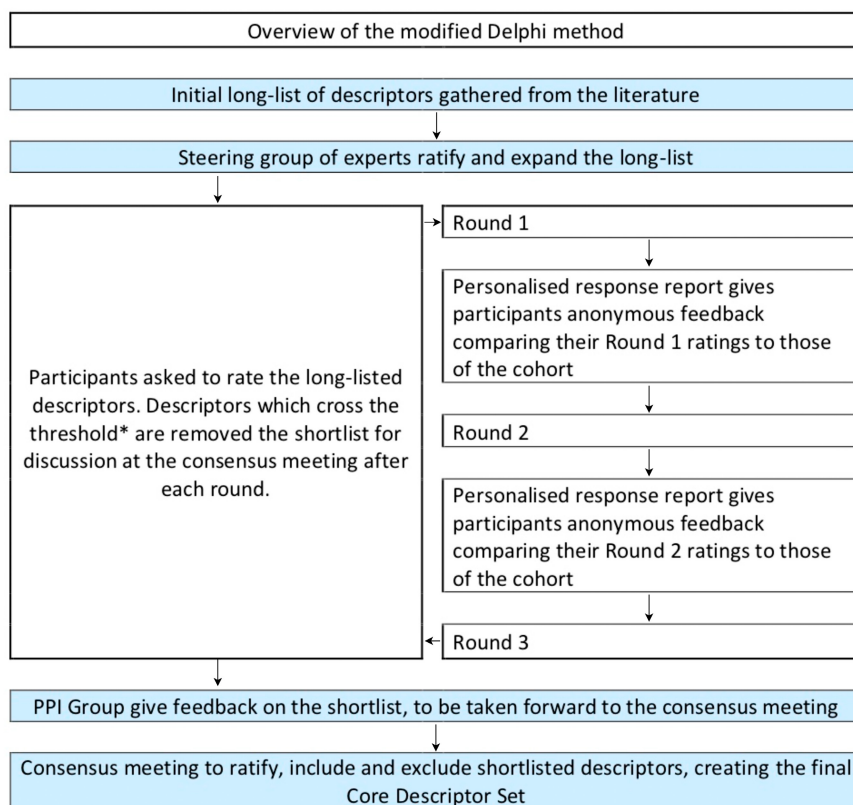 Overview of the modified Delphi method
Initial long-list of descriptors gathered from the literature
Steering group of experts ratify and expand the long-list
Participants asked to rate the long-listed
descriptors. Descriptors which cross the
threshold* are removed the shortlist for
discussion at the consensus meeting after
each round.
Round 1
Personalised response report gives
participants anonymous feedback
comparing their Round 1 ratings to those
of the cohort
Round 2
Personalised response report gives
participants anonymous feedback
comparing their Round 2 ratings to those
of the cohort
Round 3
PPI Group give feedback on the shortlist, to be taken forward to the consensus meeting
Consensus meeting to ratify, include and exclude shortlisted descriptors, creating the final
Core Descriptor Set